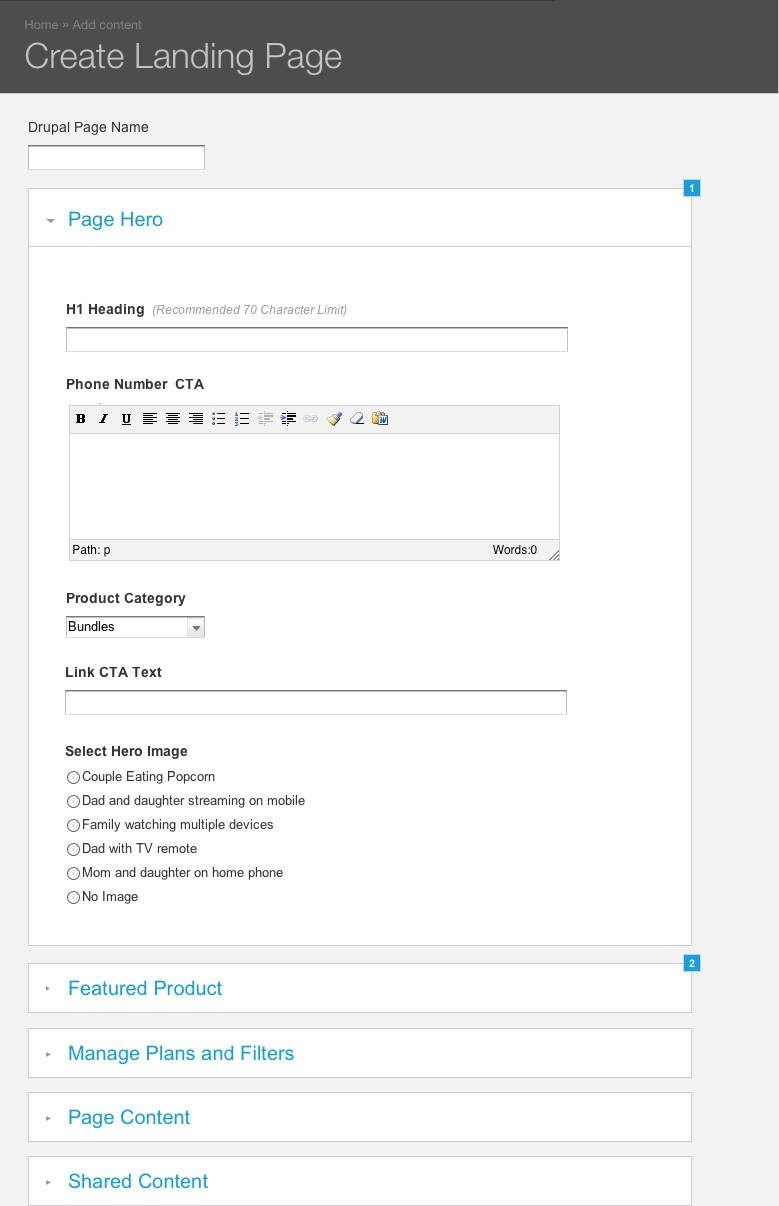 Home » Add content
Create Landing Page
Drupal Page Name
1
Page Hero
H1 Heading (Recommended 70 Character Limit)
Phone Number CTA
B I U
Path: p Words:0
Product Category
Bundles
Link CTA Text
Select Hero Image
Couple Eating Popcorn
Dad and daughter streaming on mobile
Family watching multiple devices
Dad with TV remote
Mom and daughter on home phone
No Image
2
Featured Product
Manage Plans and Filters
Page Content
Shared Content